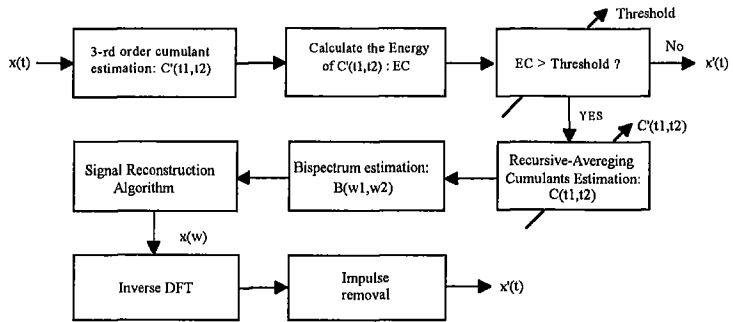 Threshold
x(t)
3-rd order cumulant
estimation: C'(t1,t2)
Calculate the Energy
of C'(t1,t2) : EC
EC > Threshold ?
No
x'(t)
YES
C'(t1,t2)
Signal Reconstruction
Algorithm
Bispectrum estimation:
B(w1,w2)
Recursive-Avereging
Cumulants Estimation:
C(t1,t2)
x(w)
Inverse DFT
Impulse
removal
x'(t)